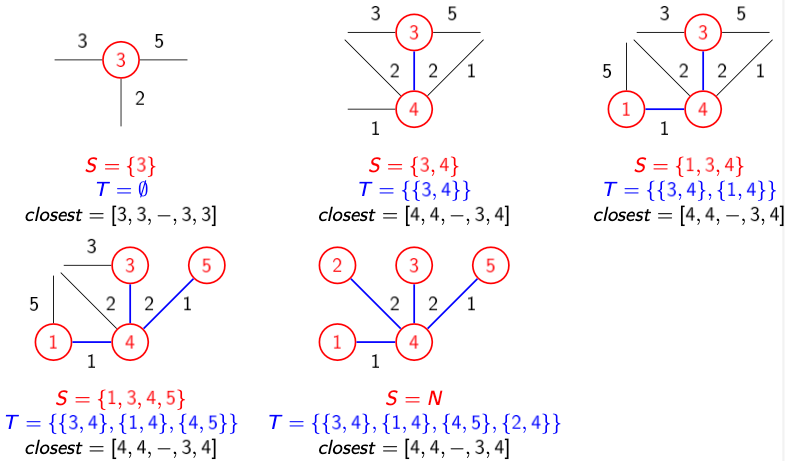 3 5
3
2
S = {3}
T = ∅
closest = [3, 3, −, 3, 3]
3 5
3
2 2 1
4
1
S = {3, 4}
T = {{3, 4}}
closest = [4, 4, −, 3, 4]
3 5
3
5 2 2 1
1 4
1
S = {1, 3, 4}
T = {{3, 4}, {1, 4}}
closest = [4, 4, −, 3, 4]
3
3 5
5 2 2 1
1 4
1
S = {1, 3, 4, 5}
T = {{3, 4}, {1, 4}, {4, 5}}
closest = [4, 4, −, 3, 4]
2 3 5
2 2 1
1 4
1
S = N
T = {{3, 4}, {1, 4}, {4, 5}, {2, 4}}
closest = [4, 4, −, 3, 4]